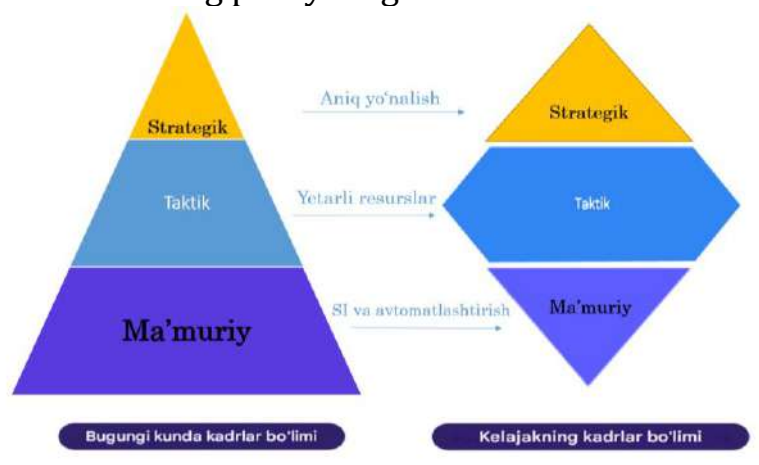 Strategik
Taktik
Ma'muriy
Aniq yo'nalish
Yetarli resurslar
SI va avtomatlashtirish
Strategik
Taktik
Ma'muriy
Bugungi kunda kadrlar bo'limi
Kelajakning kadrlar bo'limi